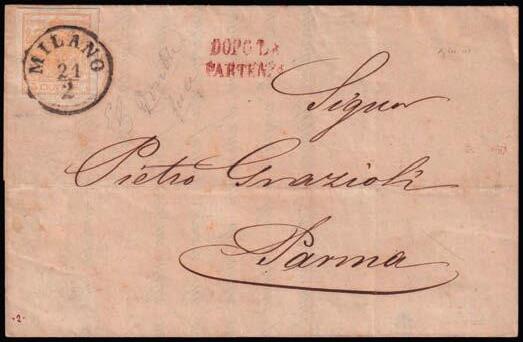 MILANO
21
2
DOPO LA
PARTENZA
Signor
Pietro Grazioli
Parma